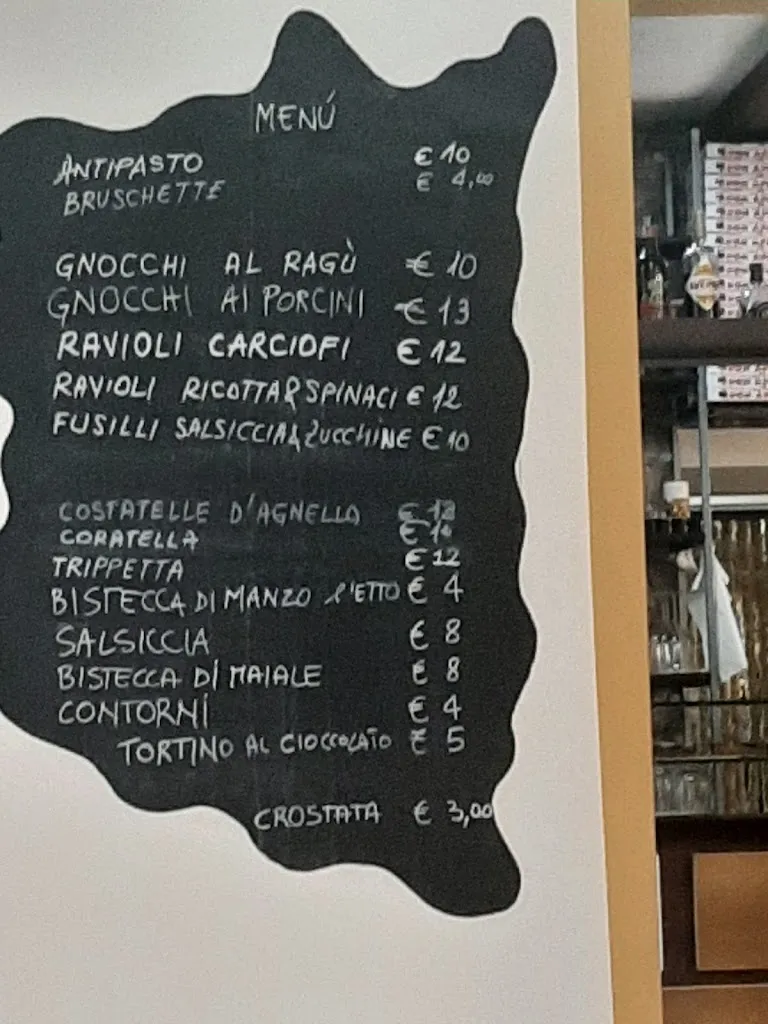 MENÚ
ANTIPASTO € 10
BRUSCHETTE € 4,00
GNOCCHI AL RAGÙ € 10
GNOCCHI AI PORCINI € 13
RAVIOLI CARCIOFI € 12
RAVIOLI RICOTTA & SPINACI € 12
FUSILLI SALSICCIA & ZUCCHINE € 10
COSTATELLE D'AGNELLO €
CORATELLA € 10
TRIPPETTA € 12
BISTECCA DI MANZO l'ETTO € 4
SALSICCIA € 8
BISTECCA DI MAIALE € 8
CONTORNI € 4
TORTINO AL CIOCCOLATO € 5
CROSTATA € 3,00